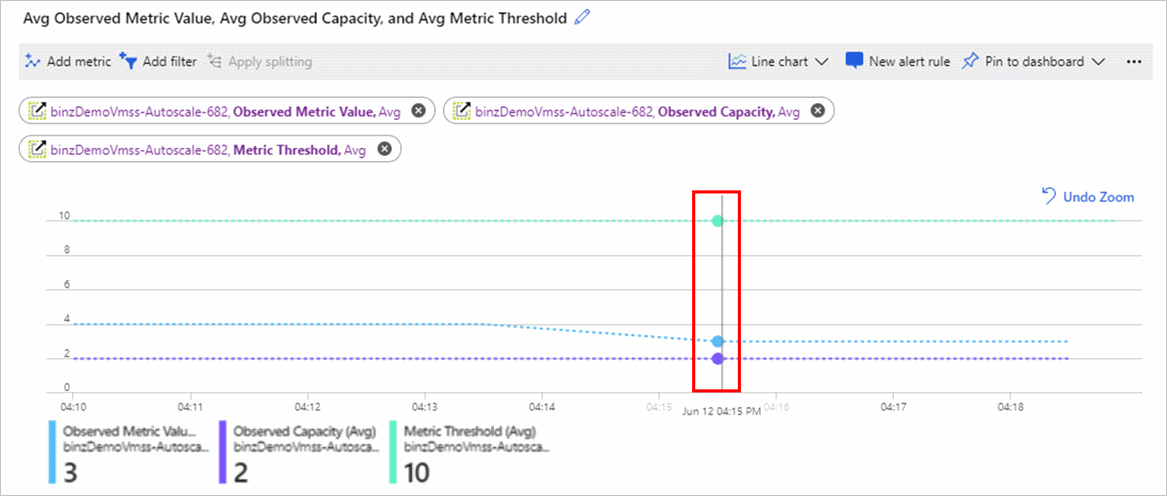 Avg Observed Metric Value, Avg Observed Capacity, and Avg Metric Threshold
Add metric Add filter Apply splitting Line chart New alert rule Pin to dashboard ...
binzDemoVmss-Autoscale-682, Observed Metric Value, Avg binzDemoVmss-Autoscale-682, Observed Capacity, Avg
binzDemoVmss-Autoscale-682, Metric Threshold, Avg
Undo Zoom
10
8
6
4
2
0
04:10 04:11 04:12 04:13 04:14 04:15 Jun 12 04:15 PM 04:16 04:17 04:18
Observed Metric Valu... Observed Capacity (Avg) Metric Threshold (Avg)
binzDemoVmss-Autosca... binzDemoVmss-Autosca... binzDemoVmss-Autosca...
3 2 10